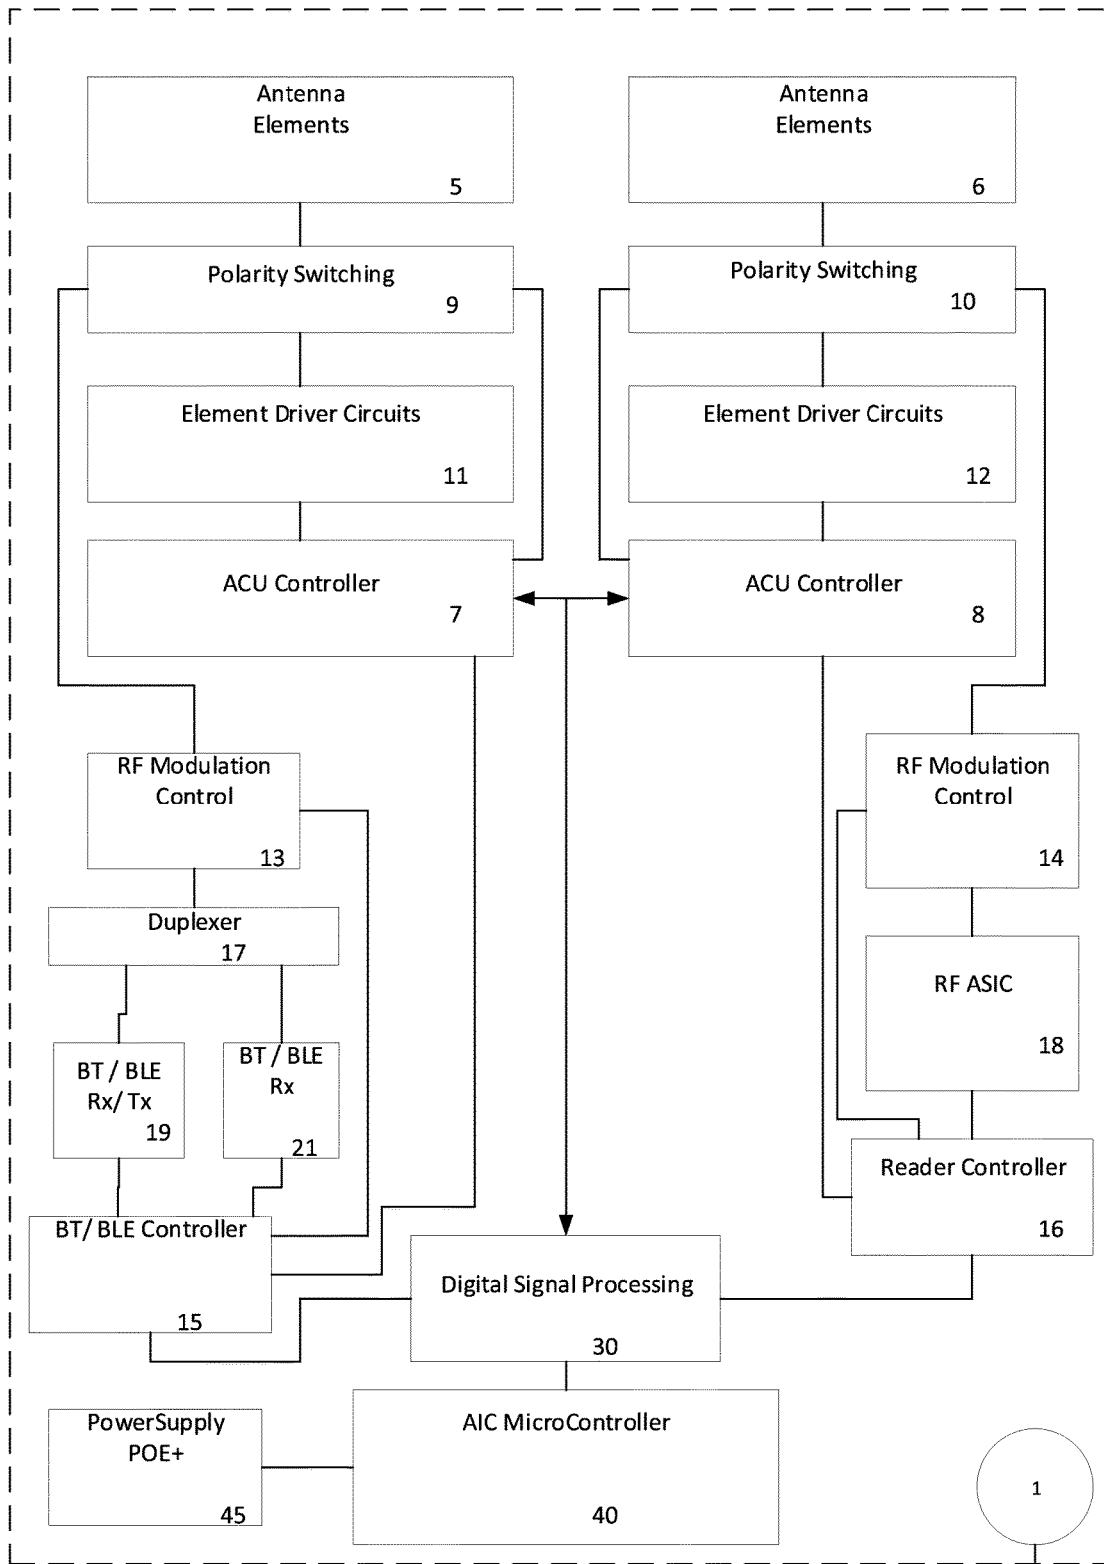 Antenna
Elements
5
Antenna
Elements
6
Polarity Switching
9
Polarity Switching
10
Element Driver Circuits
11
Element Driver Circuits
12
ACU Controller
7
ACU Controller
8
RF Modulation
Control
13
RF Modulation
Control
14
Duplexer
17
RF ASIC
18
BT / BLE
Rx/ Tx
19
BT / BLE
Rx
21
Reader Controller
16
BT/ BLE Controller
15
Digital Signal Processing
30
PowerSupply
POE+
45
AIC MicroController
40
1